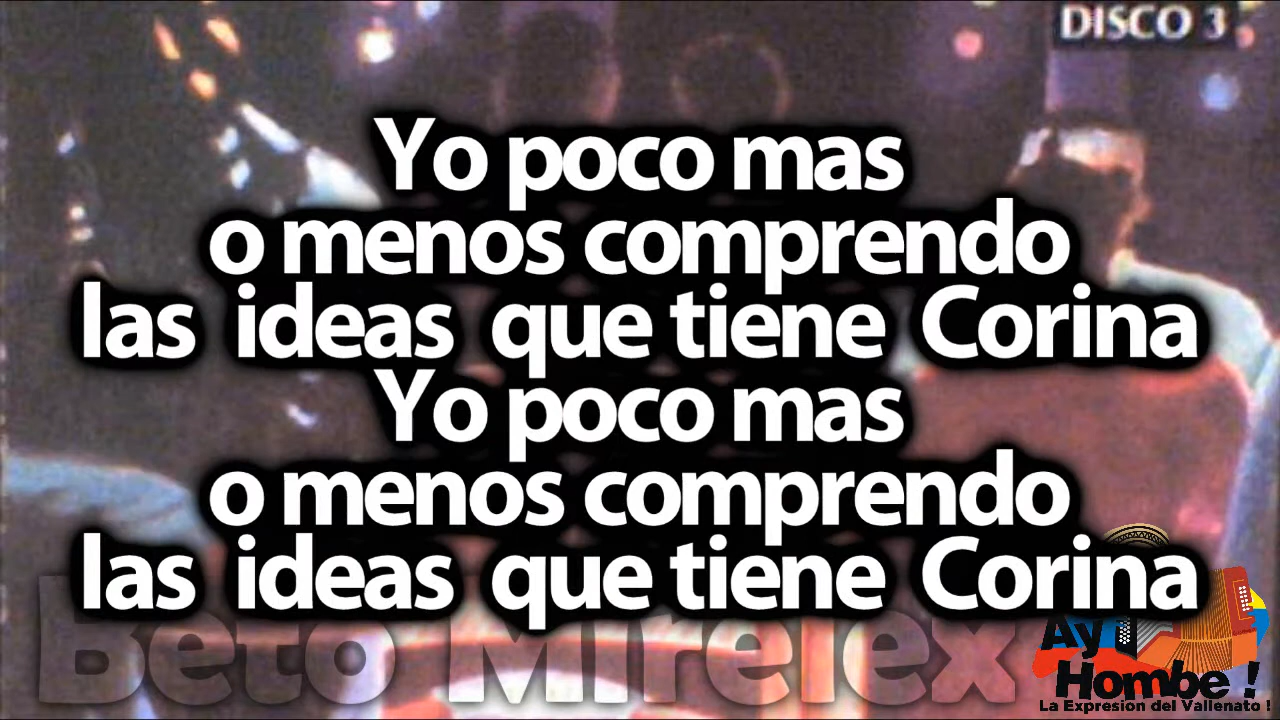 DISCO 3
Yo poco mas
o menos comprendo
las ideas que tiene Corina
Yo poco mas
o menos comprendo
las ideas que tiene Corina
Beto Mirelex
Ay
Hombe !
La Expresion del Vallenato !